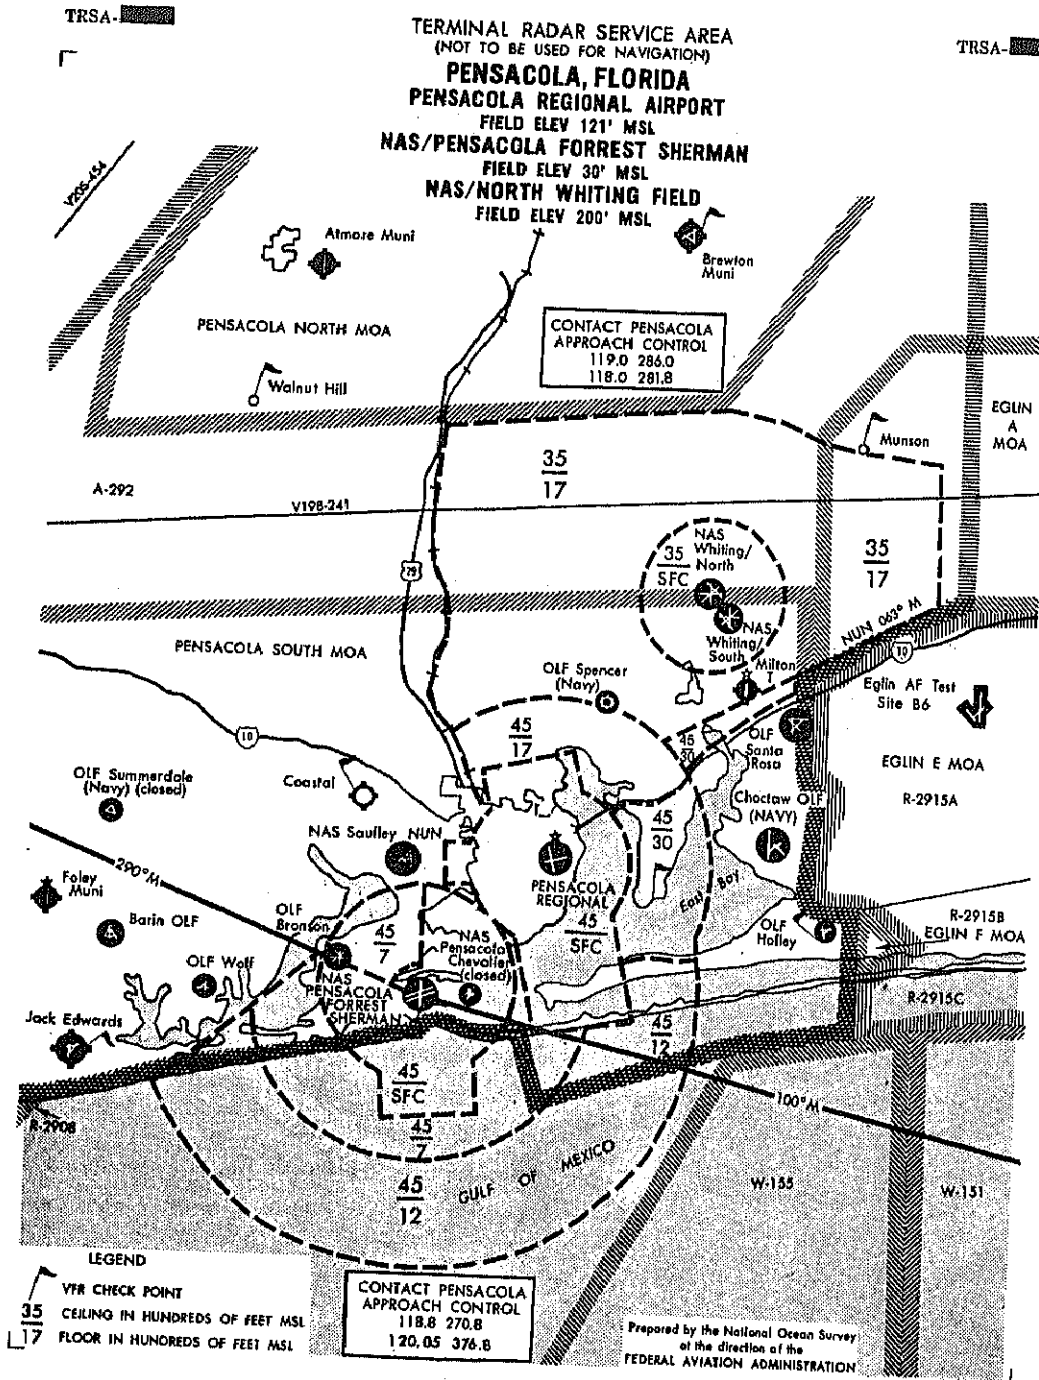 TRSA-
TERMINAL RADAR SERVICE AREA
TRSA-
(NOT TO BE USED FOR NAVIGATION)
PENSACOLA, FLORIDA
PENSACOLA REGIONAL AIRPORT
FIELD ELEV 121' MSL
NAS/PENSACOLA FORREST SHERMAN
FIELD ELEV 30' MSL
NAS/NORTH WHITING FIELD
FIELD ELEV 200' MSL
V205-454
Atmore Muni
Brewton
Muni
PENSACOLA NORTH MOA
CONTACT PENSACOLA
APPROACH CONTROL
119.0 286.0
118.0 281.8
Walnut Hill
EGLIN
A
MOA
Munson
35
17
A-292
V198-241
35
SFC
NAS
Whiting/
North
35
17
29
NAS
Whiting/
South
NUN 063° M
10
PENSACOLA SOUTH MOA
OLF Spencer
(Navy)
Milton
T
Eglin AF Test
Site B6
10
45
17
45
30
OLF
Santa
Rosa
EGLIN E MOA
R-2915A
OLF Summerdale
(Navy) (closed)
Coastal
Choctaw OLF
(NAVY)
45
30
NAS Saufley NUN
290°M
Foley
Muni
PENSACOLA
REGIONAL
East Bay
Barin OLF
OLF
Bronson
45
7
NAS
Pensacola
Chevalier
(closed)
45
SFC
OLF
Holley
R-2915B
EGLIN F MOA
OLF Wolf
NAS
PENSACOLA
FORREST
SHERMAN
R-2915C
Jack Edwards
45
12
45
SFC
100°M
R-2908
45
7
GULF OF MEXICO
45
12
W-155
W-151
LEGEND
VFR CHECK POINT
35 CEILING IN HUNDREDS OF FEET MSL
17 FLOOR IN HUNDREDS OF FEET MSL
CONTACT PENSACOLA
APPROACH CONTROL
118.8 270.8
120.05 376.8
Prepared by the National Ocean Survey
at the direction of the
FEDERAL AVIATION ADMINISTRATION